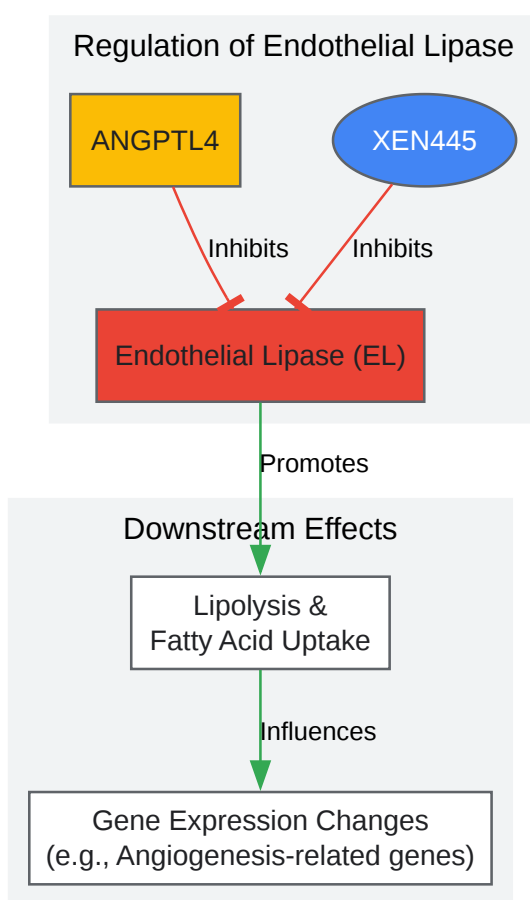 Regulation of Endothelial Lipase
ANGPTL4
XEN445
Inhibits
Inhibits
Endothelial Lipase (EL)
Promotes
Downstream Effects
Lipolysis &
Fatty Acid Uptake
Influences
Gene Expression Changes
(e.g., Angiogenesis-related genes)